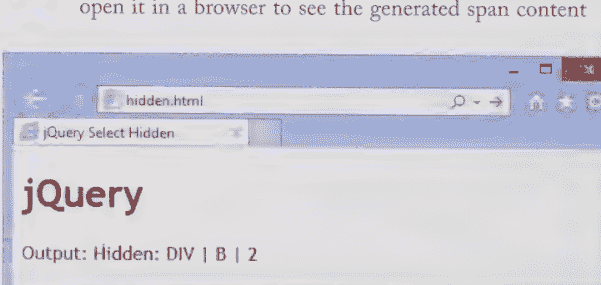 open it in a browser to see the generated span content
hidden.html
jQuery Select Hidden
jQuery
Output: Hidden: DIV | B | 2